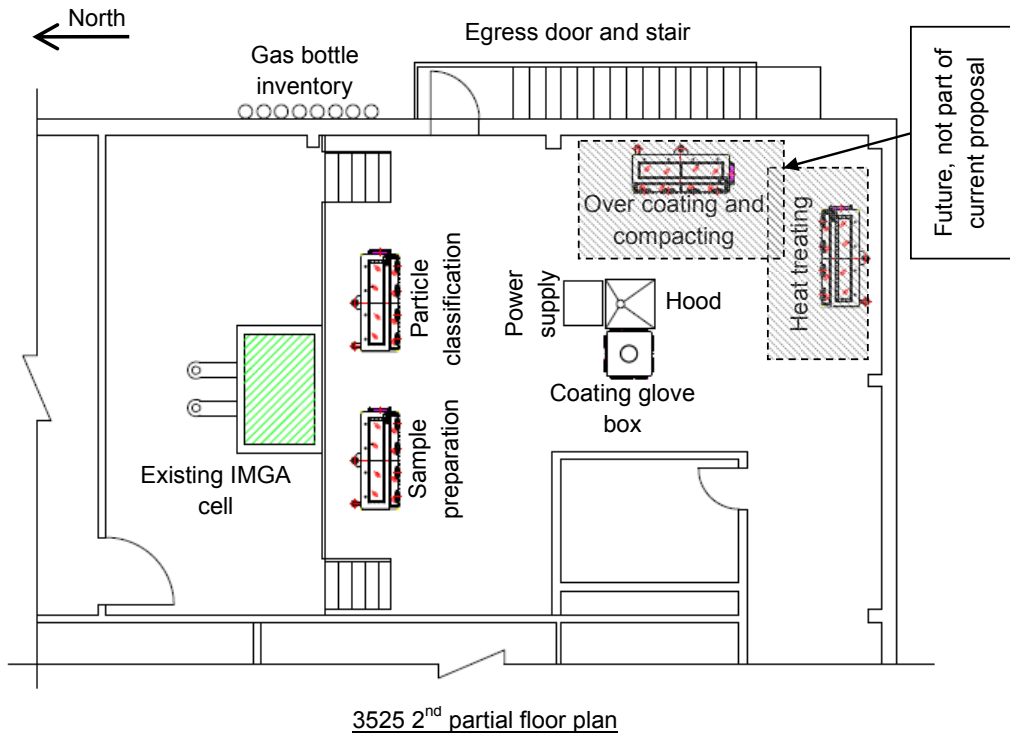 North
Gas bottle
inventory
Egress door and stair
Future, not part of
current proposal
Over coating and
compacting
Heat treating
Particle
classification
Power
supply
Hood
Coating glove
box
Sample
preparation
Existing IMGA
cell
3525 2nd partial floor plan